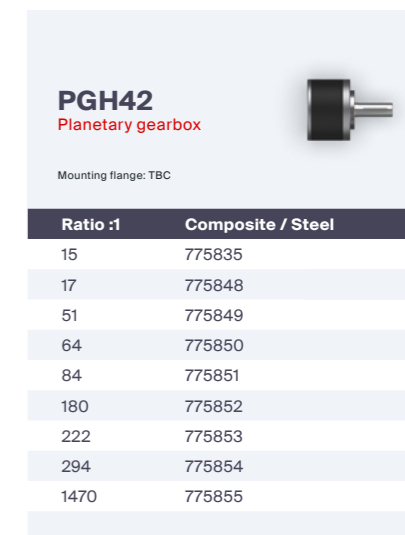 PGH42
Planetary gearbox
Mounting flange: TBC
Ratio :1 Composite / Steel
15 775835
17 775848
51 775849
64 775850
84 775851
180 775852
222 775853
294 775854
1470 775855